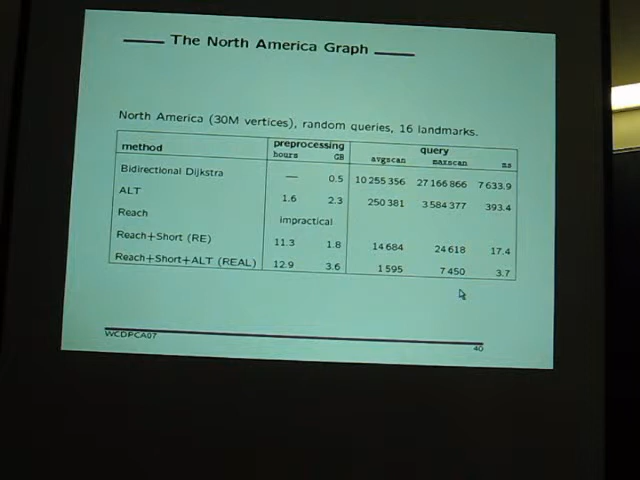 The North America Graph
North America (30M vertices), random queries, 16 landmarks.
method preprocessing query
hours GB avgscan maxscan ms
Bidirectional Dijkstra — 0.5 10 255 356 27 166 866 7 633.9
ALT 1.6 2.3 250 381 3 584 377 393.4
Reach impractical
Reach+Short (RE) 11.3 1.8 14 684 24 618 17.4
Reach+Short+ALT (REAL) 12.9 3.6 1 595 7 450 3.7
WCDPCA07 40